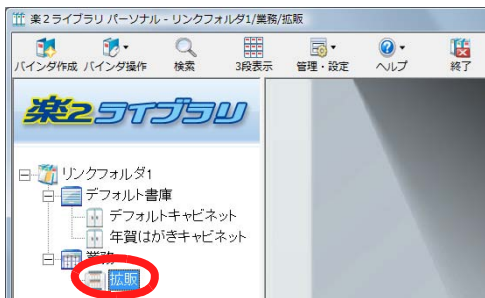 楽2ライブラリ パーソナル - リンクフォルダ1/業務/拡販
バインダ作成 バインダ操作 検索 3段表示 管理・設定 ヘルプ 終了
楽2ライブラリ
リンクフォルダ1
デフォルト書庫
デフォルトキャビネット
年賀はがきキャビネット
業務
拡販